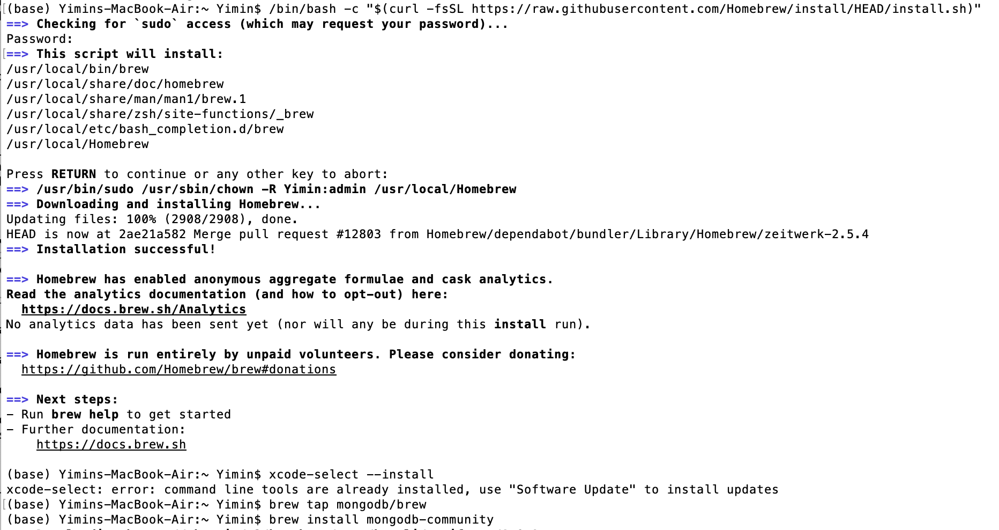 (base) Yimins-MacBook-Air:~ Yimin$ /bin/bash -c "$(curl -fsSL https://raw.githubusercontent.com/Homebrew/install/HEAD/install.sh)"
==> Checking for `sudo` access (which may request your password)...
Password:
[==> This script will install:
/usr/local/bin/brew
/usr/local/share/doc/homebrew
/usr/local/share/man/man1/brew.1
/usr/local/share/zsh/site-functions/_brew
/usr/local/etc/bash_completion.d/brew
/usr/local/Homebrew
Press RETURN to continue or any other key to abort:
==> /usr/bin/sudo /usr/sbin/chown -R Yimin:admin /usr/local/Homebrew
==> Downloading and installing Homebrew...
Updating files: 100% (2908/2908), done.
HEAD is now at 2ae21a582 Merge pull request #12803 from Homebrew/dependabot/bundler/Library/Homebrew/zeitwerk-2.5.4
==> Installation successful!
==> Homebrew has enabled anonymous aggregate formulae and cask analytics.
Read the analytics documentation (and how to opt-out) here:
https://docs.brew.sh/Analytics
No analytics data has been sent yet (nor will any be during this install run).
==> Homebrew is run entirely by unpaid volunteers. Please consider donating:
https://github.com/Homebrew/brew#donations
==> Next steps:
- Run brew help to get started
- Further documentation:
https://docs.brew.sh
(base) Yimins-MacBook-Air:~ Yimin$ xcode-select --install
xcode-select: error: command line tools are already installed, use "Software Update" to install updates
[(base) Yimins-MacBook-Air:~ Yimin$ brew tap mongodb/brew
(base) Yimins-MacBook-Air:~ Yimin$ brew install mongodb-community